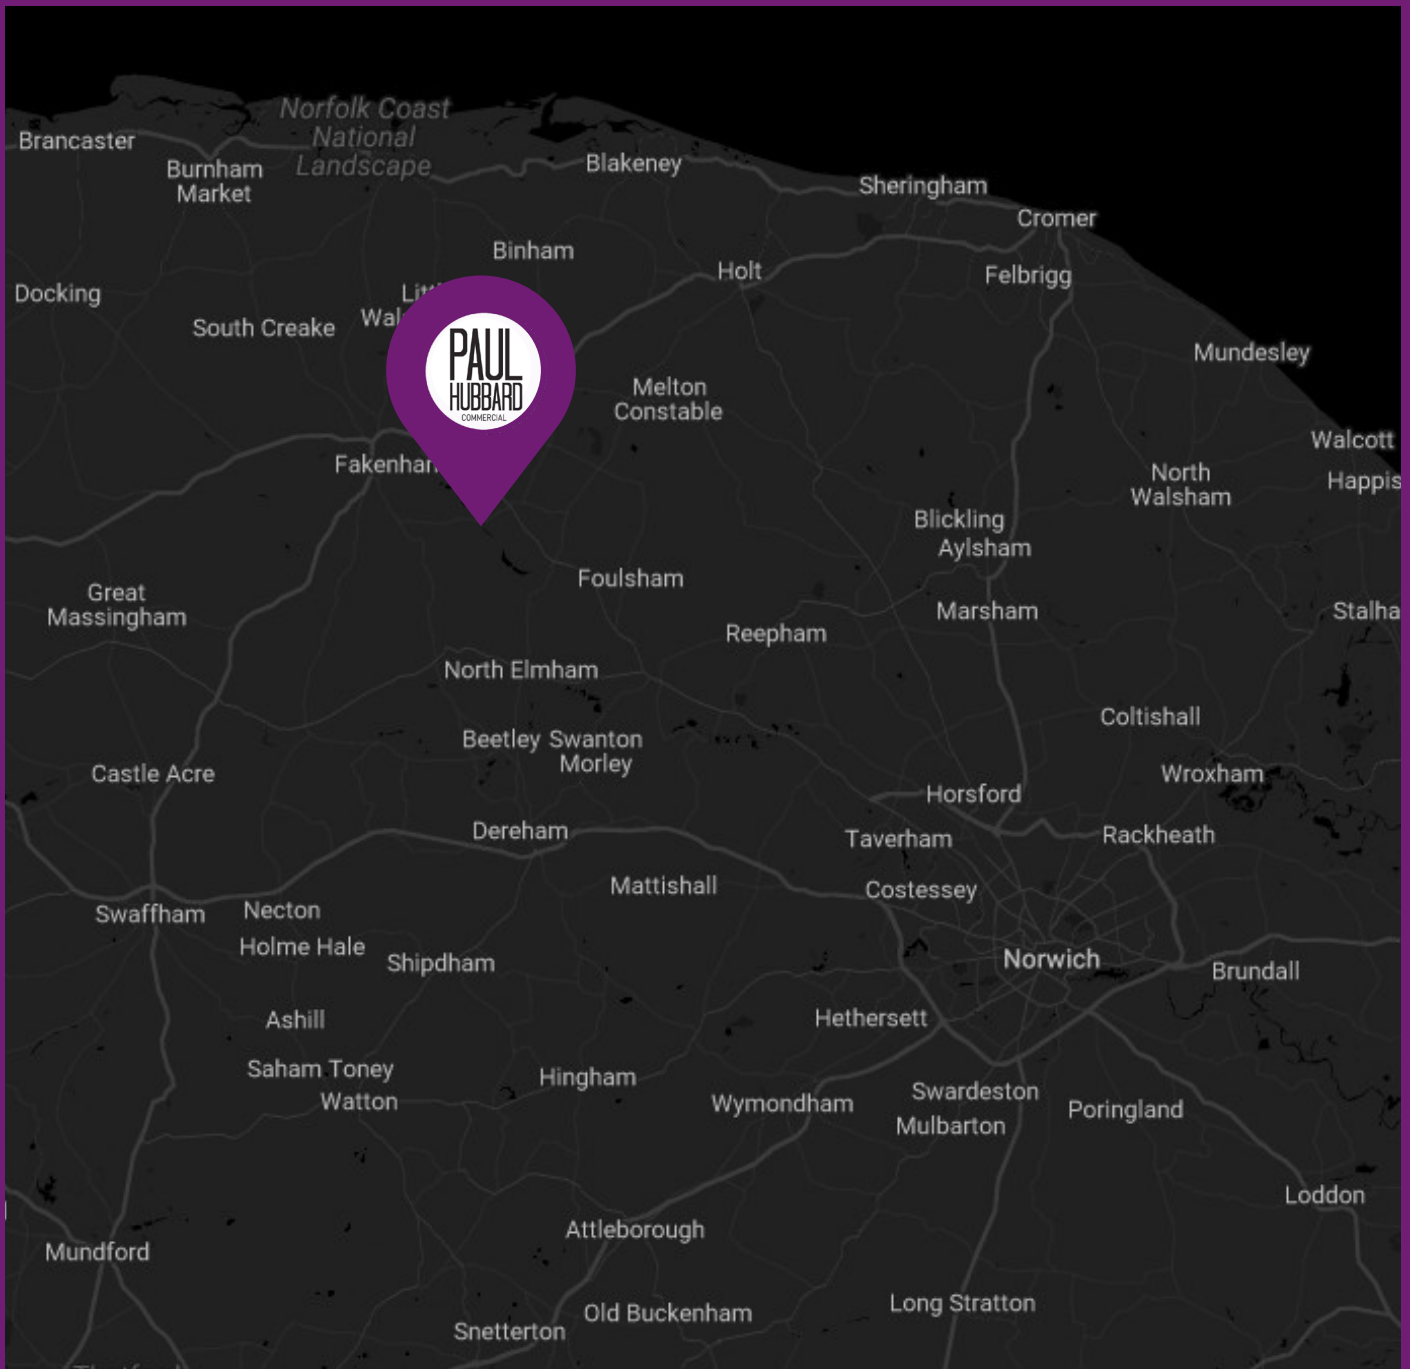 Norfolk Coast
National
Landscape
Brancaster
Burnham
Market
Blakeney
Sheringham
Cromer
Binham
Holt
Felbrigg
Docking
South Creake
Mundesley
PAUL
HUBBARD
COMMERCIAL
Melton
Constable
Walcott
Fakenham
North
Walsham
Happis
Blickling
Aylsham
Foulsham
Great
Massingham
Marsham
Stalha
Reepham
North Elmham
Coltishall
Beetley
Swanton
Morley
Castle Acre
Wroxham
Horsford
Dereham
Taverham
Rackheath
Mattishall
Costessey
Swaffham
Necton
Holme Hale
Shipdham
Norwich
Brundall
Ashill
Hethersett
Saham Toney
Watton
Hingham
Wymondham
Swardeston
Mulbarton
Poringland
Loddon
Attleborough
Mundford
Long Stratton
Old Buckenham
Snetterton